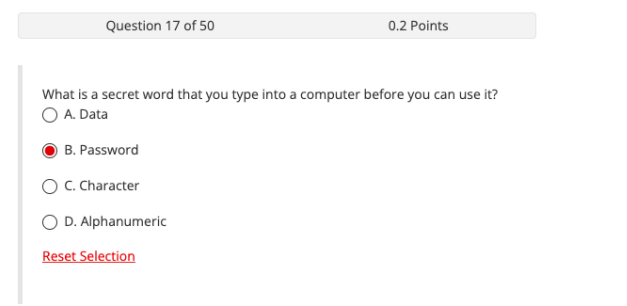 Question 17 of 50 0.2 Points
What is a secret word that you type into a computer before you can use it?
A. Data
B. Password
C. Character
D. Alphanumeric
Reset Selection